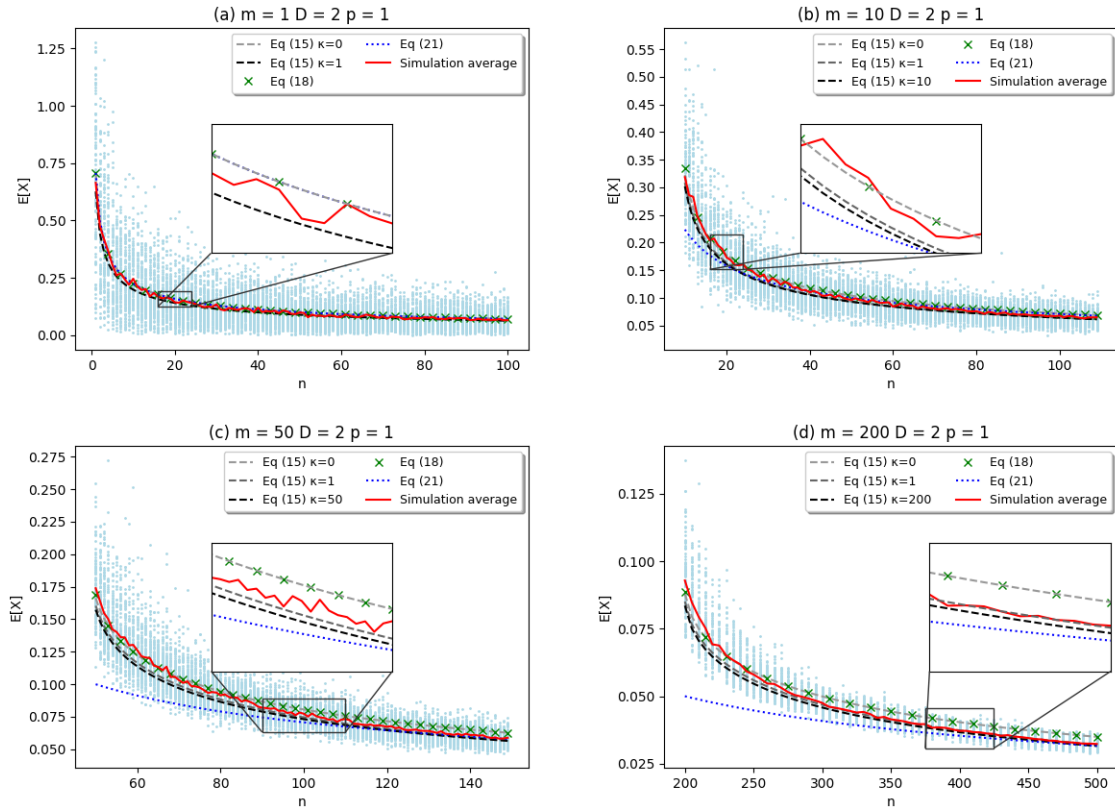 (a) m = 1 D = 2 p = 1
1.25
1.00
0.75
0.50
0.25
0.00
E[X]
0 20 40 60 80 100
n
Eq (15) κ=0
Eq (15) κ=1
Eq (18)
Eq (21)
Simulation average
(b) m = 10 D = 2 p = 1
0.55
0.50
0.45
0.40
0.35
0.30
0.25
0.20
0.15
0.10
0.05
E[X]
20 40 60 80 100
n
Eq (15) κ=0
Eq (15) κ=1
Eq (15) κ=10
Eq (18)
Eq (21)
Simulation average
(c) m = 50 D = 2 p = 1
0.275
0.250
0.225
0.200
0.175
0.150
0.125
0.100
0.075
0.050
E[X]
60 80 100 120 140
n
Eq (15) κ=0
Eq (15) κ=1
Eq (15) κ=50
Eq (18)
Eq (21)
Simulation average
(d) m = 200 D = 2 p = 1
0.125
0.100
0.075
0.050
0.025
E[X]
200 250 300 350 400 450 500
n
Eq (15) κ=0
Eq (15) κ=1
Eq (15) κ=200
Eq (18)
Eq (21)
Simulation average